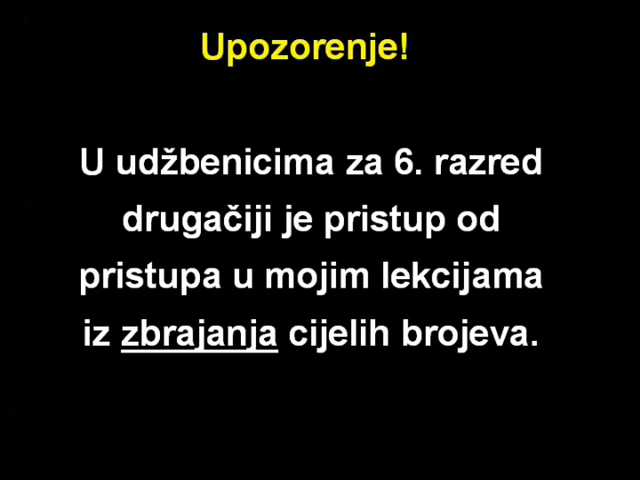 Upozorenje!
U udžbenicima za 6. razred
drugačiji je pristup od
pristupa u mojim lekcijama
iz zbrajanja cijelih brojeva.